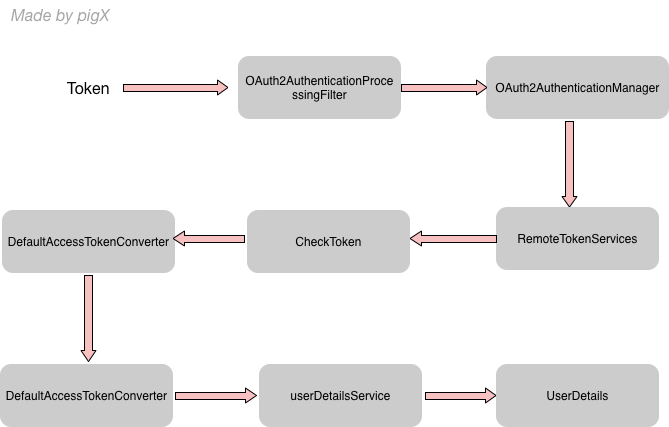 Made by pigX
Token
OAuth2AuthenticationProce
ssingFilter
OAuth2AuthenticationManager
RemoteTokenServices
CheckToken
DefaultAccessTokenConverter
DefaultAccessTokenConverter
userDetailsService
UserDetails